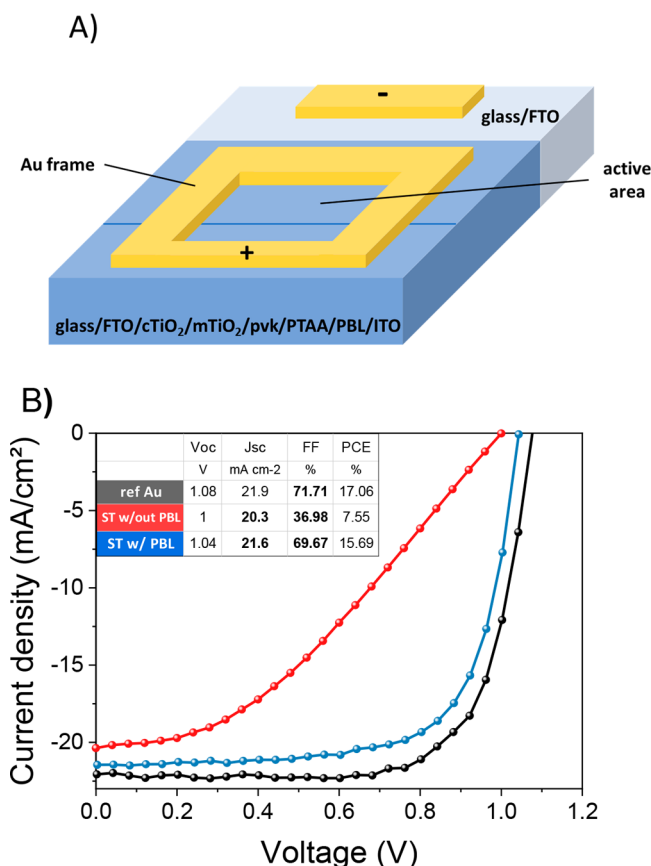 A)
-
glass/FTO
Au frame
active
area
+
glass/FTO/cTiO₂/mTiO₂/pvk/PTAA/PBL/ITO
B)
Voc Jsc FF PCE
V mA cm-2 % %
ref Au 1.08 21.9 71.71 17.06
ST w/out PBL 1 20.3 36.98 7.55
ST w/ PBL 1.04 21.6 69.67 15.69
0
-5
-10
-15
-20
Current density (mA/cm²)
0.0 0.2 0.4 0.6 0.8 1.0 1.2
Voltage (V)